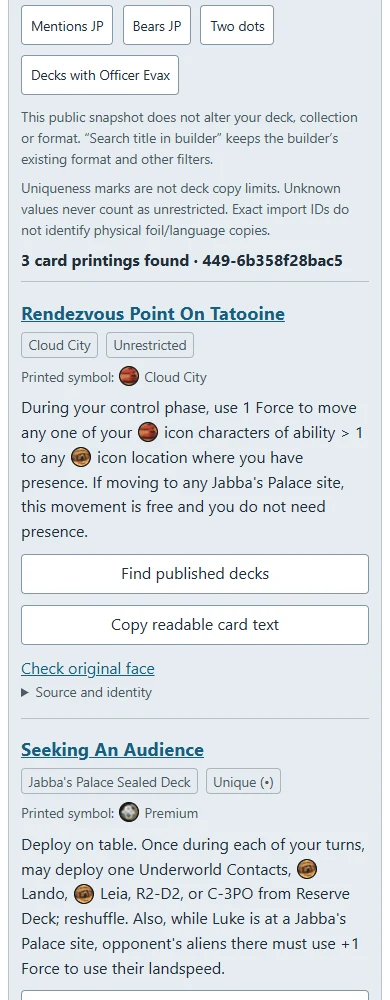 Mentions JP
Bears JP
Two dots
Decks with Officer Evax
This public snapshot does not alter your deck, collection
or format. “Search title in builder” keeps the builder’s
existing format and other filters.
Uniqueness marks are not deck copy limits. Unknown
values never count as unrestricted. Exact import IDs do
not identify physical foil/language copies.
3 card printings found · 449-6b358f28bac5
Rendezvous Point On Tatooine
Cloud City
Unrestricted
Printed symbol: Cloud City
During your control phase, use 1 Force to move
any one of your icon characters of ability > 1
to any icon location where you have
presence. If moving to any Jabba's Palace site,
this movement is free and you do not need
presence.
Find published decks
Copy readable card text
Check original face
▶ Source and identity
Seeking An Audience
Jabba's Palace Sealed Deck
Unique (•)
Printed symbol: Premium
Deploy on table. Once during each of your turns,
may deploy one Underworld Contacts,
Lando, Leia, R2-D2, or C-3PO from Reserve
Deck; reshuffle. Also, while Luke is at a Jabba's
Palace site, opponent's aliens there must use +1
Force to use their landspeed.